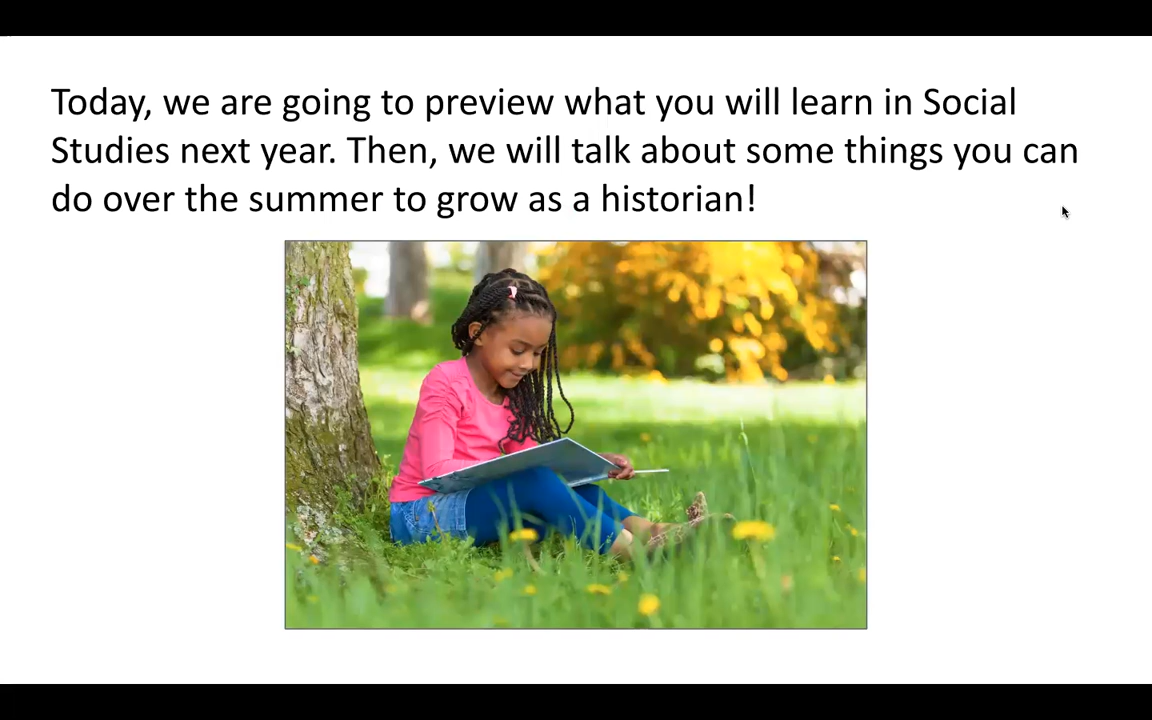 Today, we are going to preview what you will learn in Social
Studies next year. Then, we will talk about some things you can
do over the summer to grow as a historian!